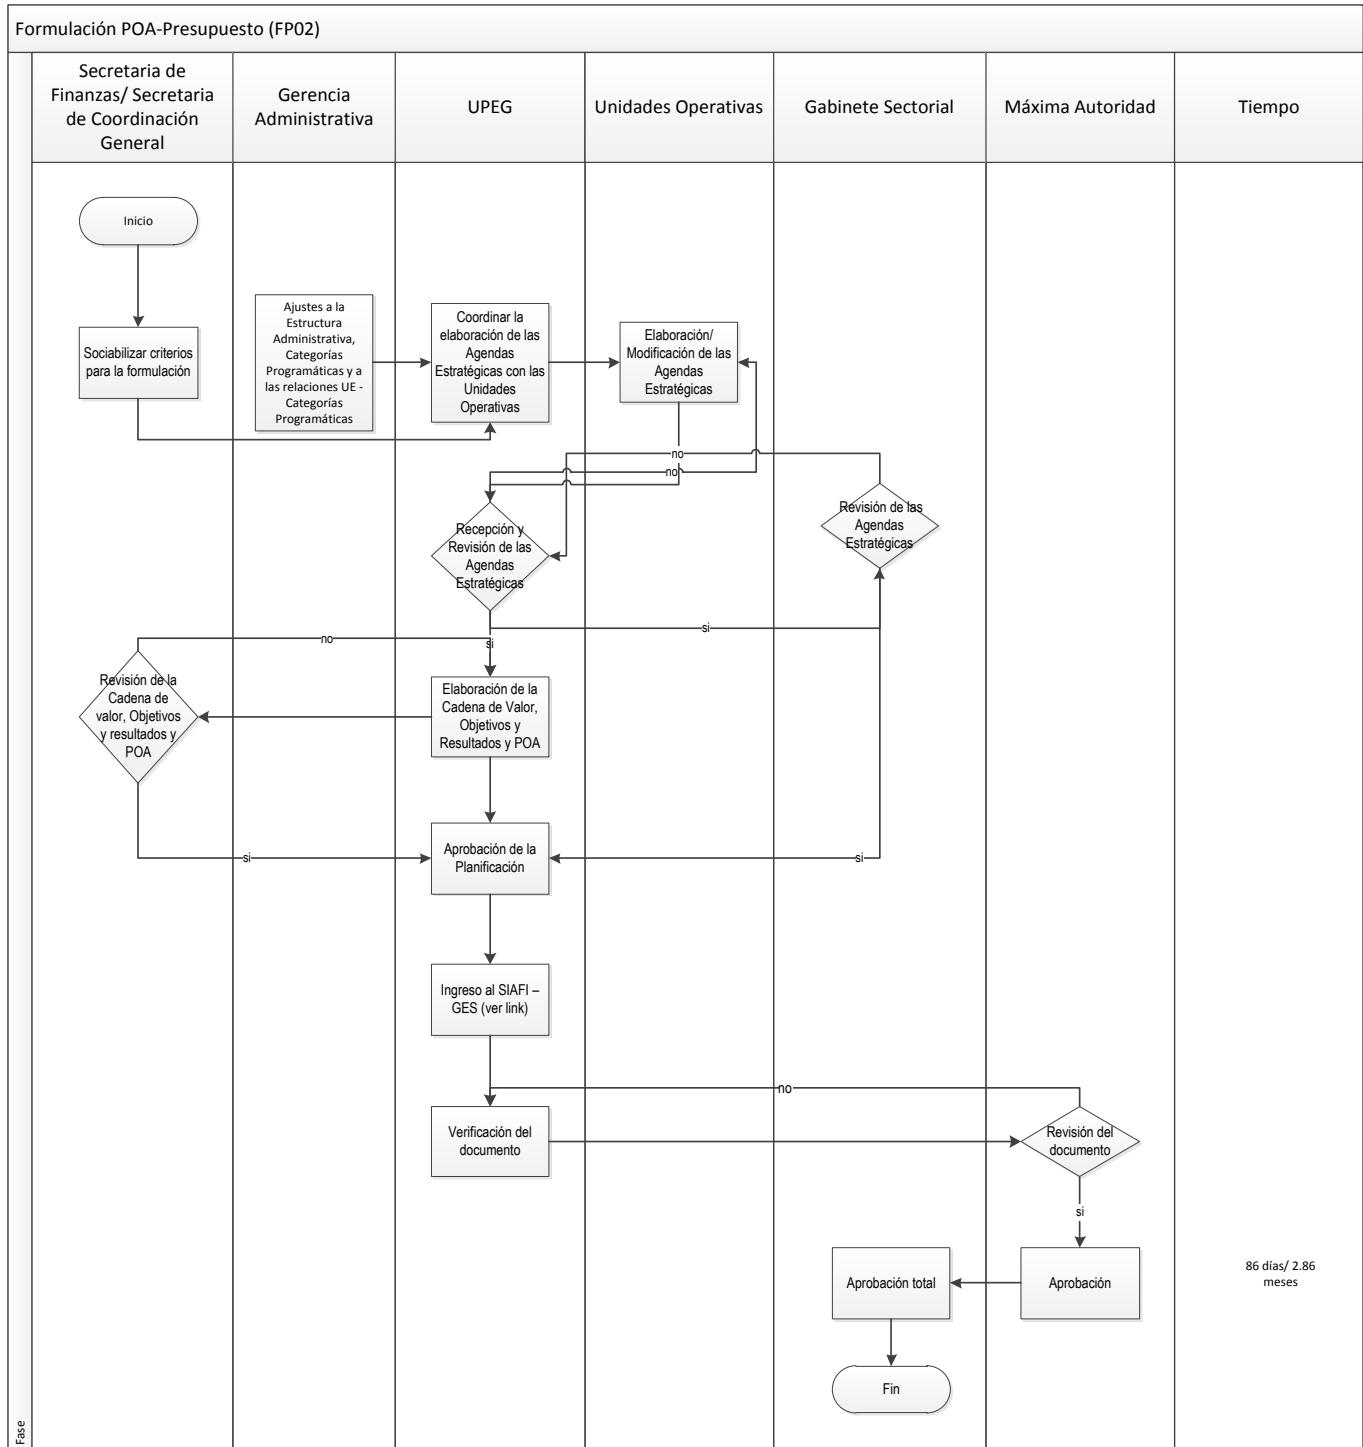 Formulación POA-Presupuesto (FP02)
Secretaria de
Finanzas/ Secretaria
de Coordinación
General
Gerencia
Administrativa
UPEG
Unidades Operativas
Gabinete Sectorial
Máxima Autoridad
Tiempo
Inicio
Sociabilizar criterios
para la formulación
Ajustes a la
Estructura
Administrativa,
Categorías
Programáticas y a
las relaciones UE -
Categorías
Programáticas
Coordinar la
elaboración de las
Agendas
Estratégicas con las
Unidades
Operativas
Elaboración/
Modificación de las
Agendas
Estratégicas
no
no
Revisión de las
Agendas
Estratégicas
Recepción y
Revisión de las
Agendas
Estratégicas
si
no
si
Revisión de la
Cadena de
valor, Objetivos
y resultados y
POA
Elaboración de la
Cadena de Valor,
Objetivos y
Resultados y POA
si
Aprobación de la
Planificación
si
Ingreso al SIAFI –
GES (ver link)
no
Verificación del
documento
Revisión del
documento
si
Aprobación total
Aprobación
86 días/ 2.86
meses
Fin
Fase